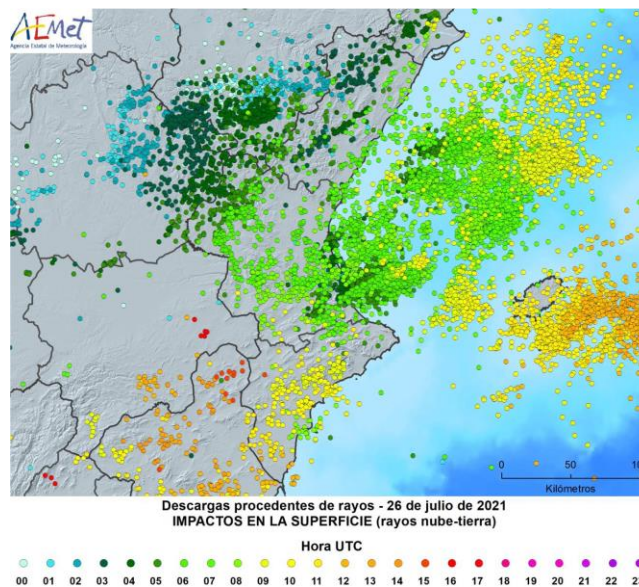 AEMet
Agencia Estatal de Meteorología
0 50
Kilómetros
Descargas procedentes de rayos - 26 de julio de 2021
IMPACTOS EN LA SUPERFICIE (rayos nube-tierra)
Hora UTC
00 01 02 03 04 05 06 07 08 09 10 11 12 13 14 15 16 17 18 19 20 21 22